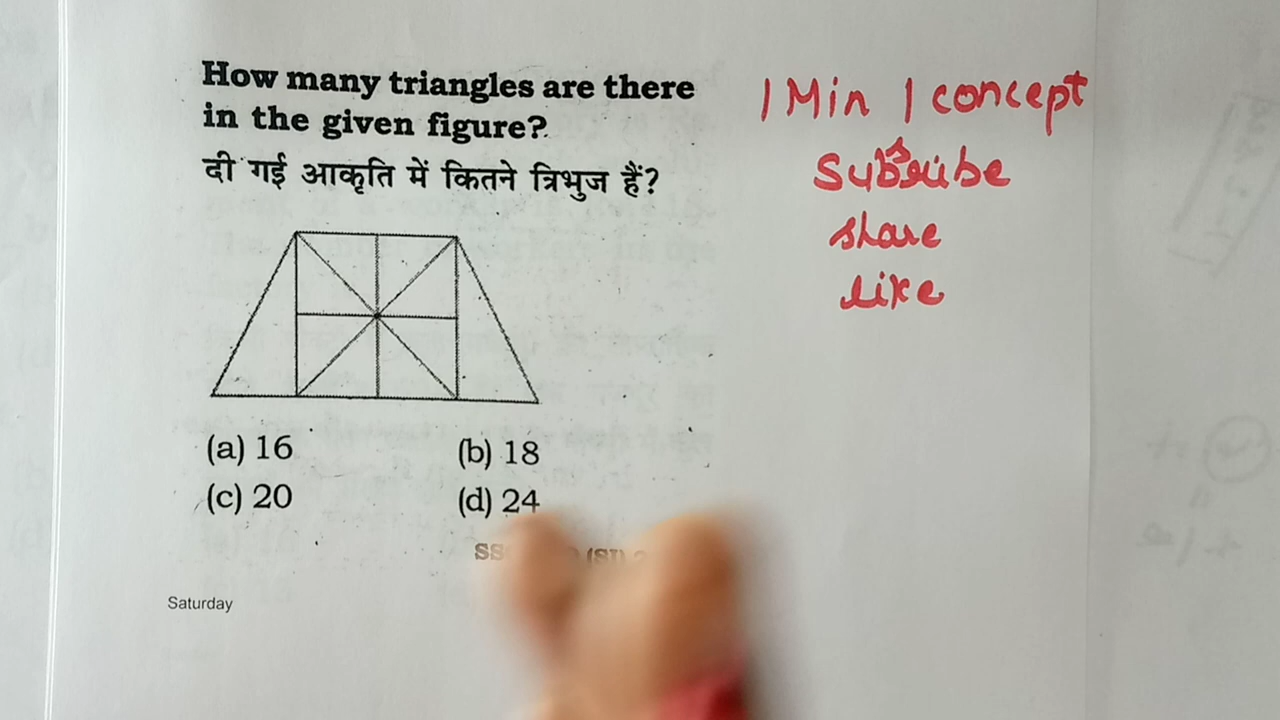 How many triangles are there
in the given figure?
दी गई आकृति में कितने त्रिभुज हैं?
(a) 16 (b) 18
(c) 20 (d) 24
Saturday
1 Min 1 concept
Subscribe
share
like